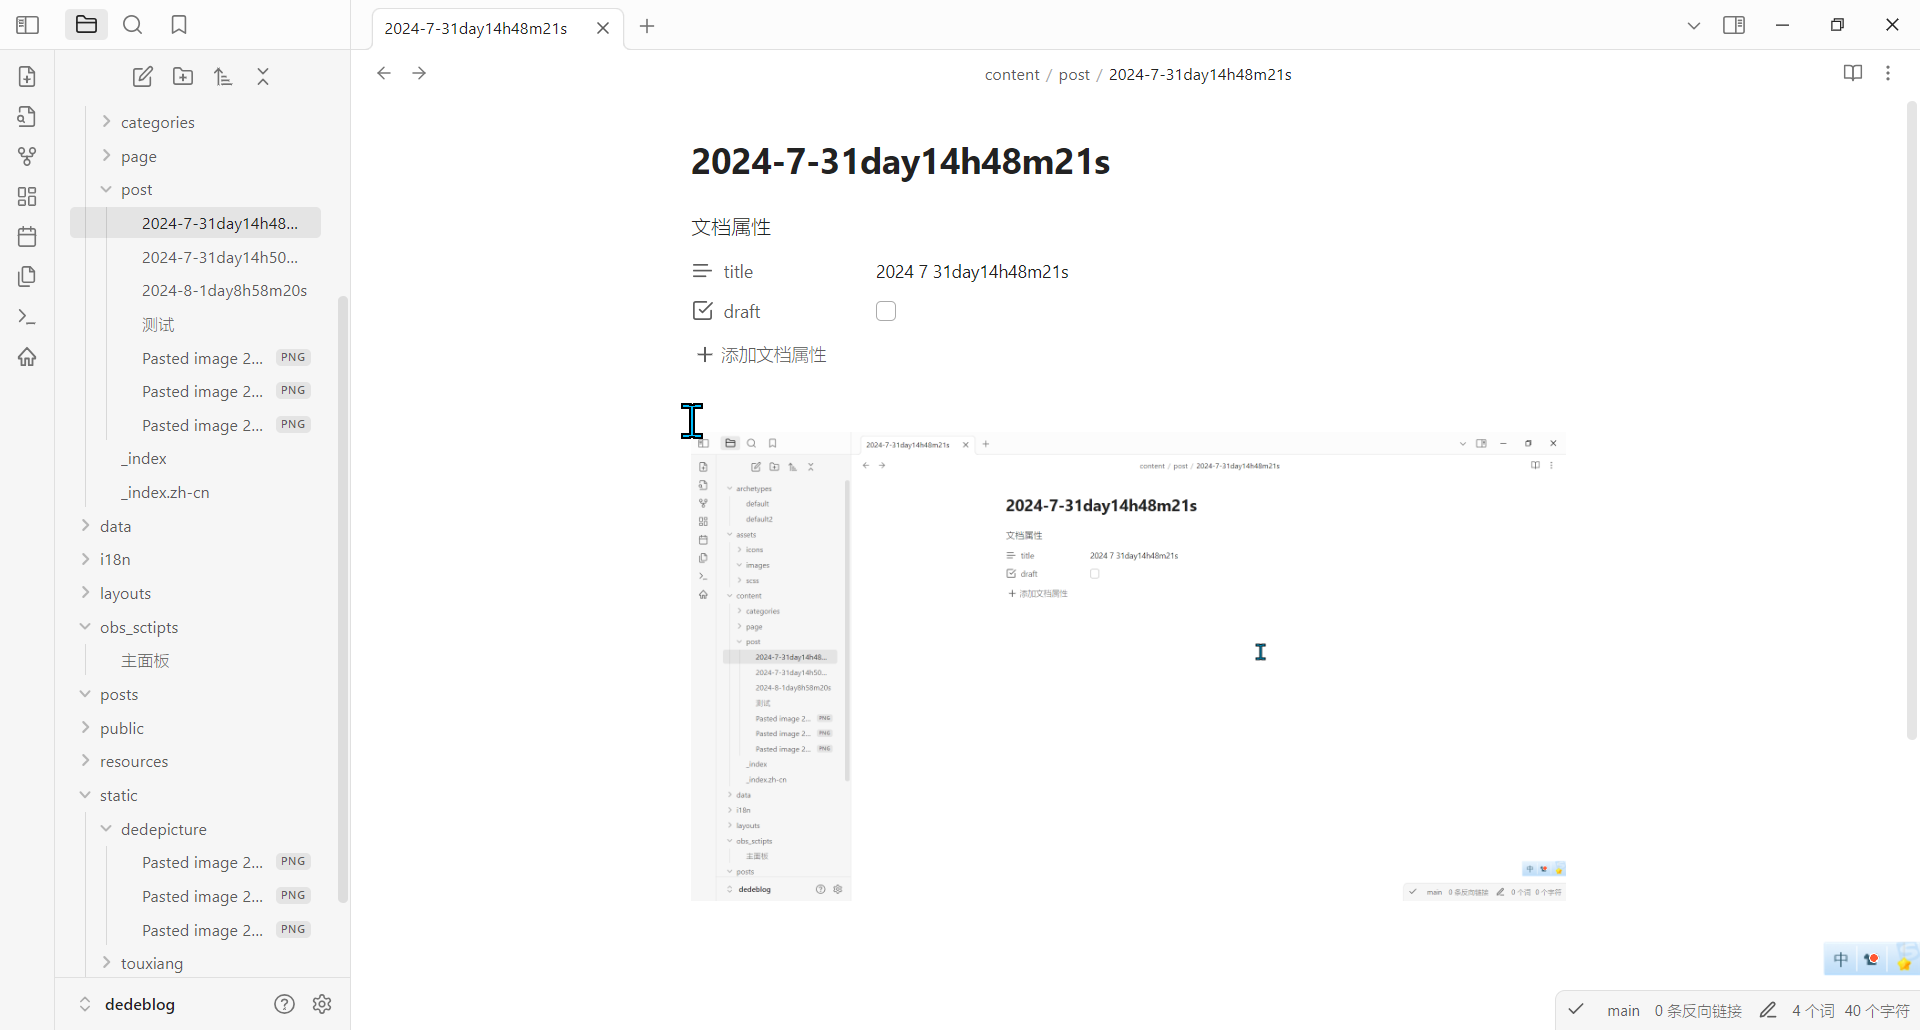 2024-7-31day14h48m21s
content / post / 2024-7-31day14h48m21s
categories
page
post
2024-7-31day14h48...
2024-7-31day14h50...
2024-8-1day8h58m20s
测试
Pasted image 2... PNG
Pasted image 2... PNG
Pasted image 2... PNG
_index
_index.zh-cn
data
i18n
layouts
obs_sctipts
主面板
posts
public
resources
static
dedepicture
Pasted image 2... PNG
Pasted image 2... PNG
Pasted image 2... PNG
touxiang
dedeblog
2024-7-31day14h48m21s
文档属性
title 2024 7 31day14h48m21s
draft
添加文档属性
2024-7-31day14h48m21s
content / post / 2024-7-31day14h48m21s
archetypes
default
default2
assets
icons
images
scss
content
categories
page
post
2024-7-31day14h48...
2024-7-31day14h50...
2024-8-1day8h58m20s
测试
Pasted image 2... PNG
Pasted image 2... PNG
Pasted image 2... PNG
_index
_index.zh-cn
data
i18n
layouts
obs_sctipts
主面板
posts
dedeblog
2024-7-31day14h48m21s
文档属性
title 2024 7 31day14h48m21s
draft
添加文档属性
中
main 0 条反向链接 0 个词 0 个字符
中
main 0 条反向链接 4 个词 40 个字符